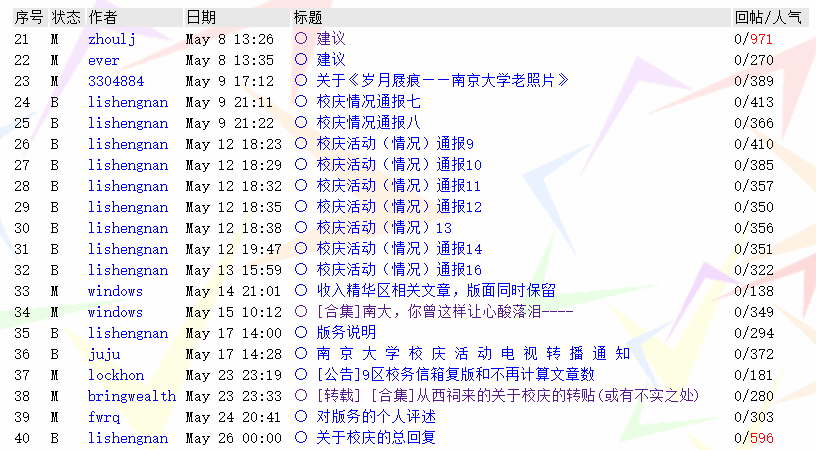 序号 状态 作者 日期 标题 回帖/人气
21 M zhoulj May 8 13:26 ○ 建议 0/971
22 M ever May 8 13:35 ○ 建议 0/270
23 M 3304884 May 9 17:12 ○ 关于《岁月屐痕——南京大学老照片》 0/389
24 B lishengnan May 9 21:11 ○ 校庆情况通报七 0/413
25 B lishengnan May 9 21:22 ○ 校庆情况通报八 0/366
26 B lishengnan May 12 18:23 ○ 校庆活动（情况）通报9 0/410
27 B lishengnan May 12 18:29 ○ 校庆活动（情况）通报10 0/385
28 B lishengnan May 12 18:32 ○ 校庆活动（情况）通报11 0/357
29 B lishengnan May 12 18:35 ○ 校庆活动（情况）通报12 0/350
30 B lishengnan May 12 18:38 ○ 校庆活动（情况）13 0/356
31 B lishengnan May 12 19:47 ○ 校庆活动（情况）通报14 0/351
32 B lishengnan May 13 15:59 ○ 校庆活动（情况）通报16 0/322
33 M windows May 14 21:01 ○ 收入精华区相关文章，版面同时保留 0/138
34 M windows May 15 10:12 ○ [合集]南大，你曾这样让心酸落泪---- 0/349
35 B lishengnan May 17 14:00 ○ 版务说明 0/294
36 B juju May 17 14:28 ○ 南 京 大 学 校 庆 活 动 电 视 转 播 通 知 0/372
37 M lockhon May 23 23:19 ○ [公告]9区校务信箱复版和不再计算文章数 0/181
38 M bringwealth May 23 23:33 ○ [转载] [合集]从西祠来的关于校庆的转贴(或有不实之处) 0/280
39 M fwrq May 24 20:41 ○ 对版务的个人评述 0/303
40 B lishengnan May 26 00:00 ○ 关于校庆的总回复 0/596